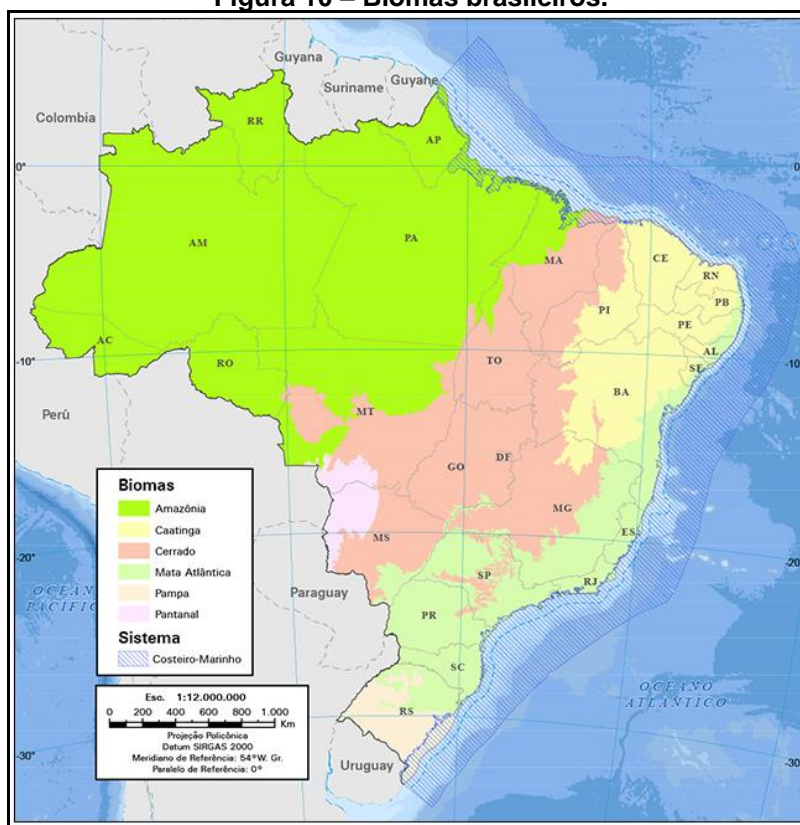 Figura 10 – Biomas brasileiros.
Guyana
Suriname
Guyane
Colombia
RR
AP
0°
0°
AM
PA
MA
CE
RN
PB
PI
PE
AC
AL
-10°
-10°
RO
TO
SE
BA
Perú
MT
DF
GO
MG
ES
MS
-20°
-20°
SP
RJ
OCEANO
PACÍFICO
Paraguay
PR
SC
OCEANO
ATLÂNTICO
RS
-30°
-30°
Uruguay
Biomas
Amazônia
Caatinga
Cerrado
Mata Atlântica
Pampa
Pantanal
Sistema
Costeiro-Marinho
Esc. 1:12.000.000
0 200 400 600 800 1.000
Km
Projeção Policônica
Datum SIRGAS 2000
Meridiano de Referência: 54°W. Gr.
Paralelo de Referência: 0°